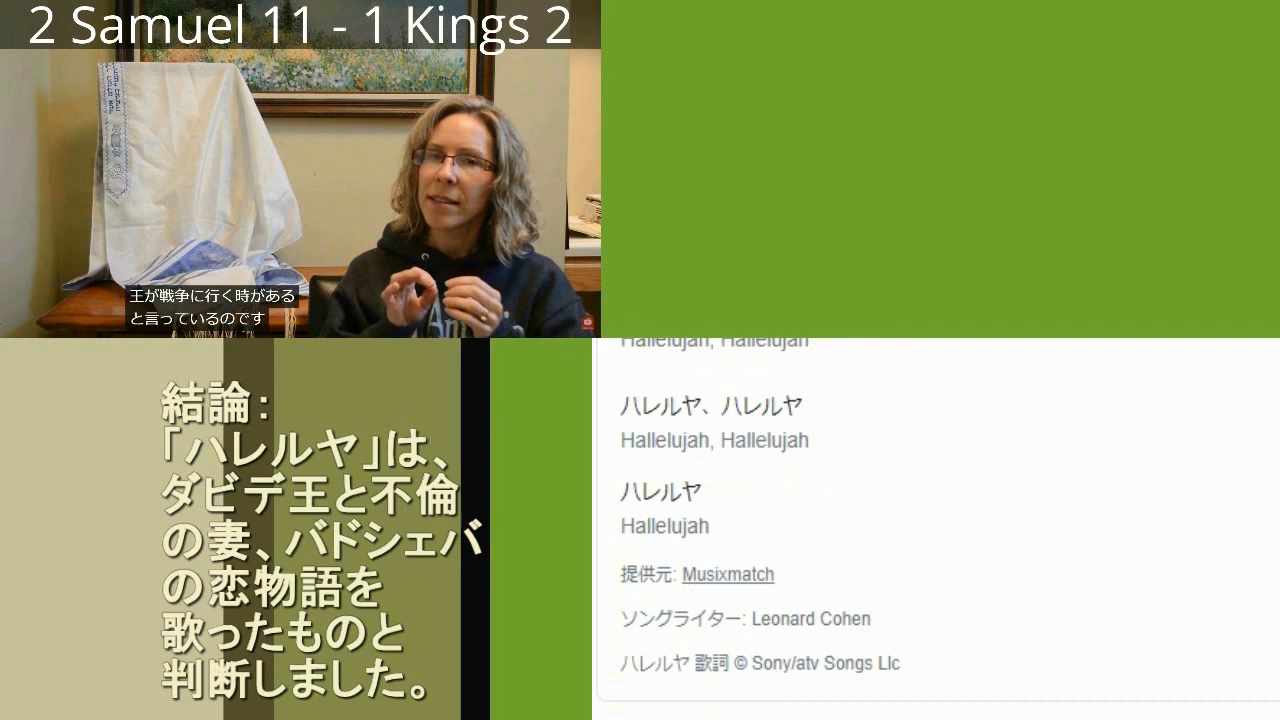 2 Samuel 11 - 1 Kings 2
王が戦争に行く時がある
と言っているのです
結論:
「ハレルヤ」は、
ダビデ王と不倫
の妻、バドシェバ
の恋物語を
歌ったものと
判断しました。
Hallelujah, Hallelujah
ハレルヤ、ハレルヤ
Hallelujah, Hallelujah
ハレルヤ
Hallelujah
提供元: Musixmatch
ソングライター: Leonard Cohen
ハレルヤ 歌詞 © Sony/atv Songs Llc